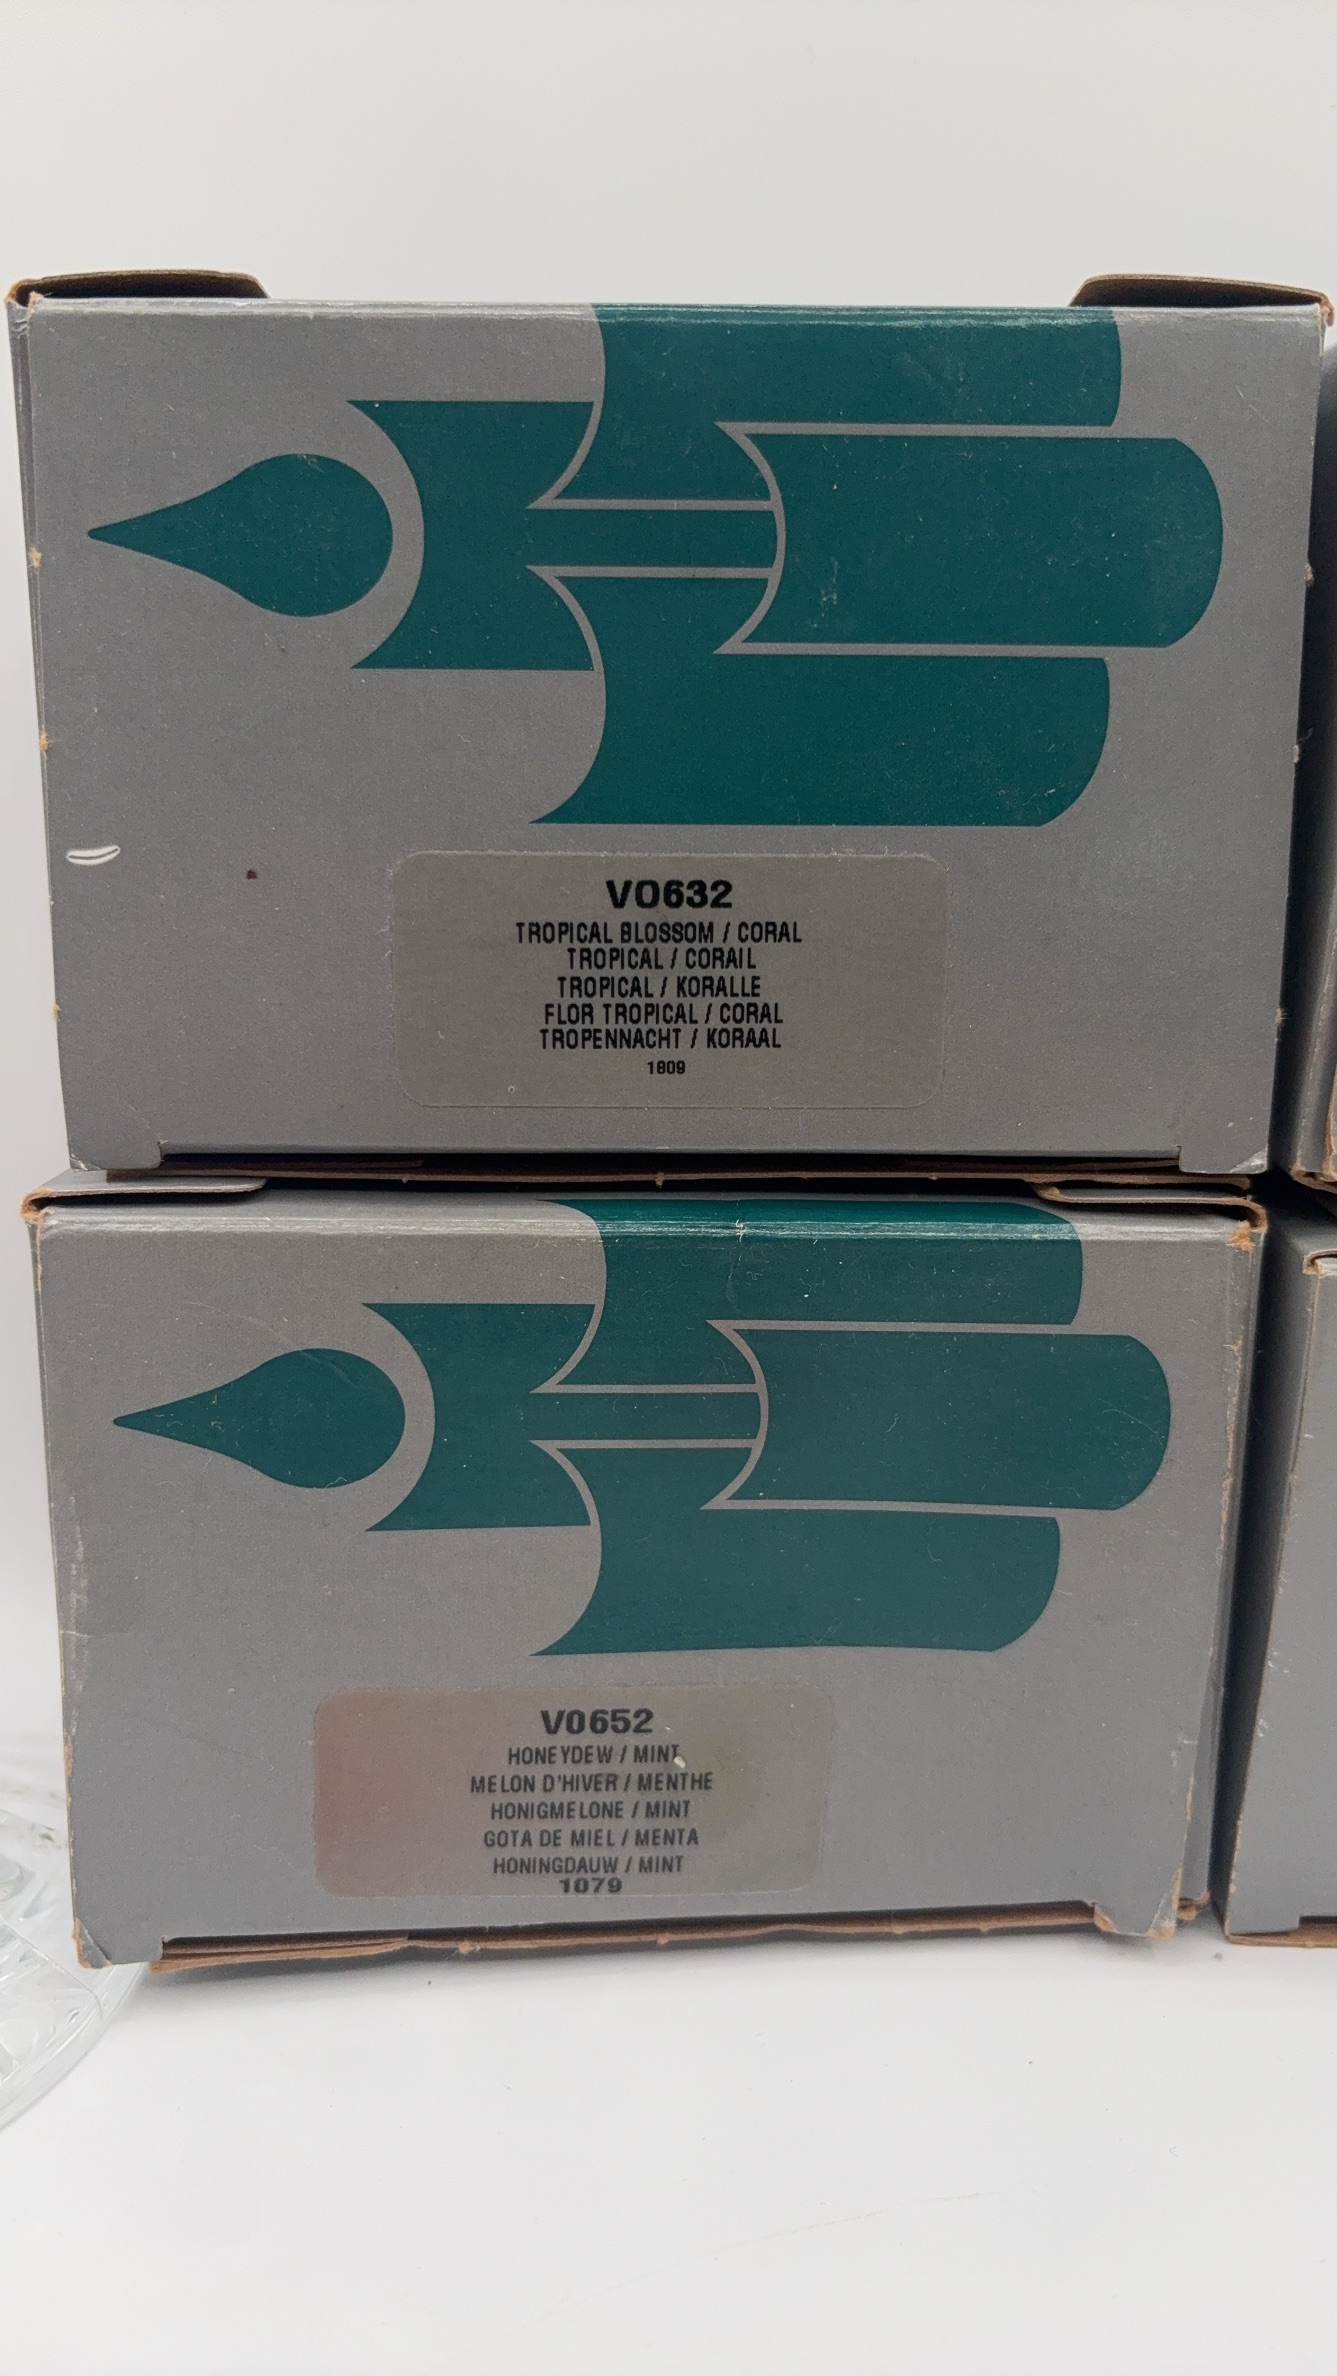 VO632
TROPICAL BLOSSOM / CORAL
TROPICAL / CORAIL
TROPICAL / KORALLE
FLOR TROPICAL / CORAL
TROPENNACHT / KORAAL
1809
V0652
HONEYDEW / MINT
MELON D'HIVER / MENTHE
HONIGMELONE / MINT
GOTA DE MIEL / MENTA
HONINGDAUW / MINT
1079